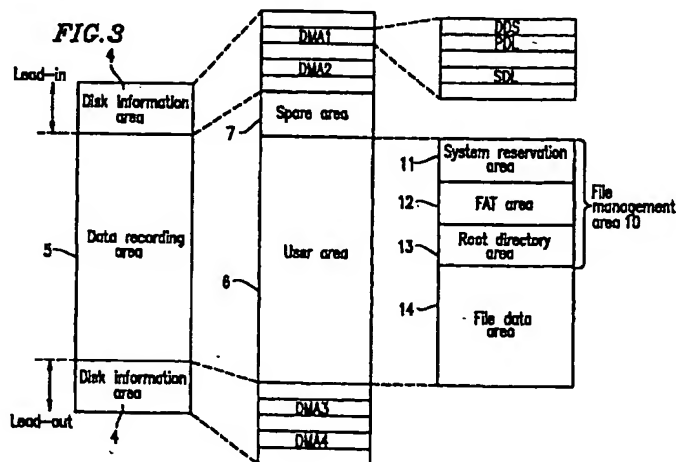 FIG.3
Lead-in
4
Disk information
area
5
Data recording
area
Disk information
area
4
Lead-out
DMA1
DMA2
7
Spare area
6
User area
DMA3
DMA4
DDS
PDL
SDL
11
System reservation
area
12
FAT area
13
Root directory
area
File
management
area 10
14
File data
area